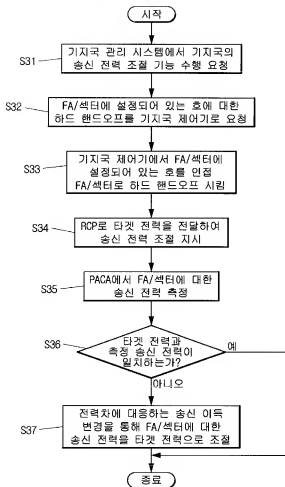 시작
S31
기지국 관리 시스템에서 기지국의
송신 전력 조절 기능 수행 요청
S32
FA/섹터에 설정되어 있는 호에 대한
하드 핸드오프를 기지국 제어기로 요청
S33
기지국 제어기에서 FA/섹터에
설정되어 있는 호를 인접
FA/섹터로 하드 핸드오프 시킴
S34
RCP로 타겟 전력을 전달하여
송신 전력 조절 지시
S35
PACA에서 FA/섹터에 대한
송신 전력 측정
S36
타겟 전력과
측정 송신 전력이
일치하는가?
예
아니오
S37
전력차에 대응하는 송신 이득
변경을 통해 FA/섹터에 대한
송신 전력을 타겟 전력으로 조절
종료